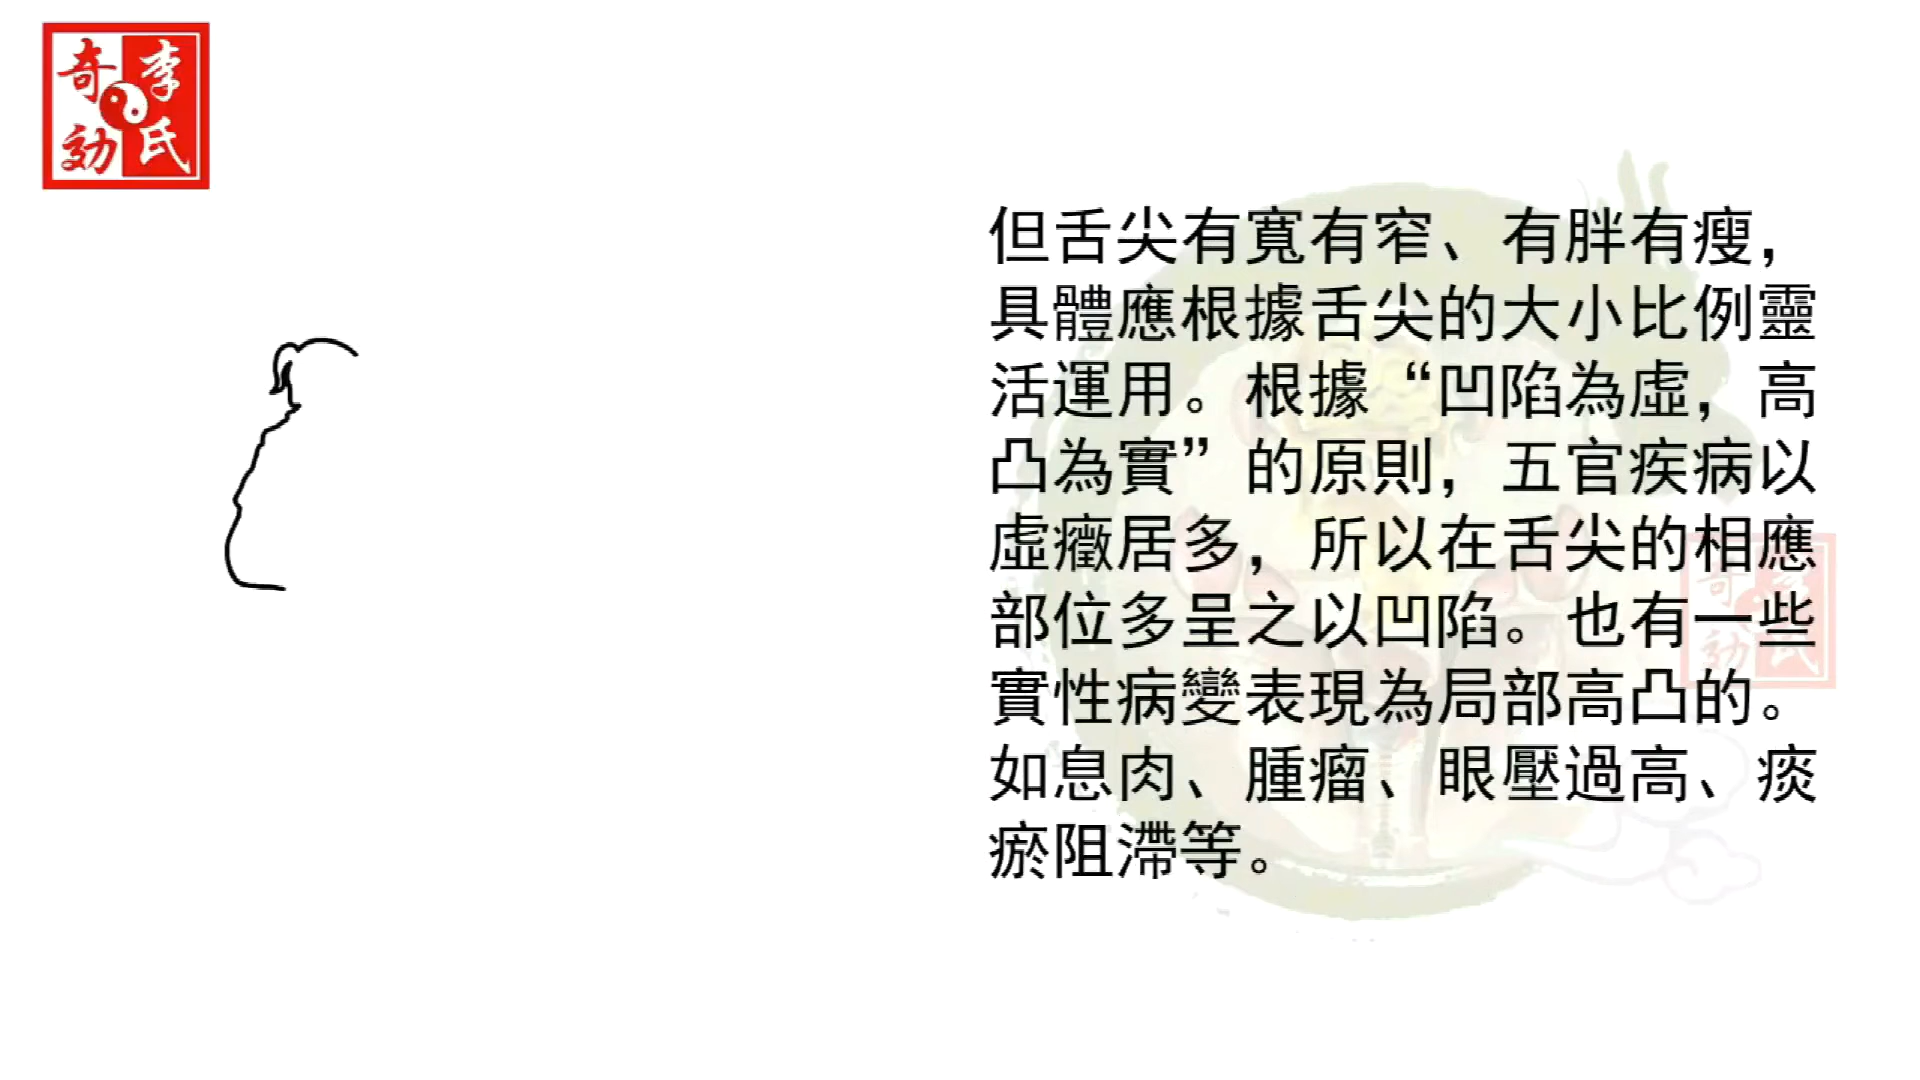 李氏
奇効
但舌尖有寬有窄、有胖有瘦，
具體應根據舌尖的大小比例靈
活運用。根據“凹陷為虛，高
凸為實”的原則，五官疾病以
虛癥居多，所以在舌尖的相應
部位多呈之以凹陷。也有一些
實性病變表現為局部高凸的。
如息肉、腫瘤、眼壓過高、痰
瘀阻滯等。
李氏
奇効